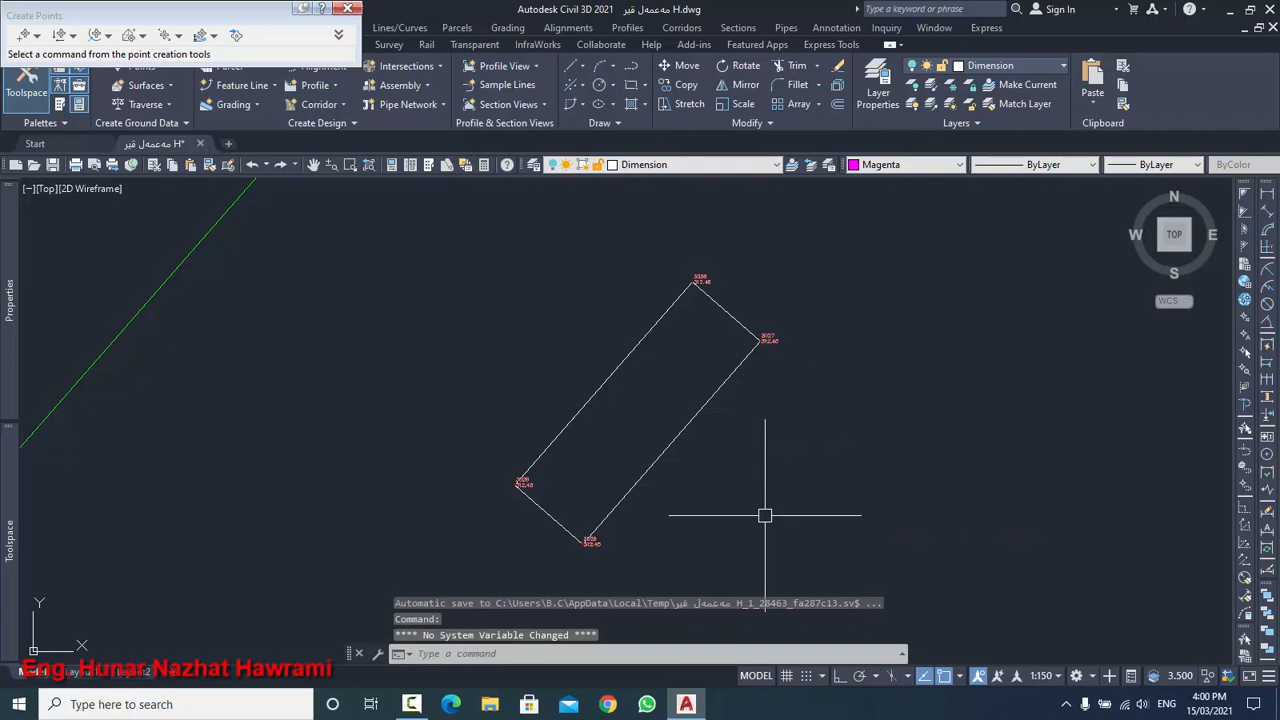 Create Points
Select a command from the point creation tools
Autodesk Civil 3D 2021
مەعمەل قیر H.dwg
Type a keyword or phrase
Sign In
Lines/Curves
Parcels
Grading
Alignments
Profiles
Corridors
Sections
Pipes
Annotation
Inquiry
Window
Express
Survey
Rail
Transparent
InfraWorks
Collaborate
Help
Add-ins
Featured Apps
Express Tools
Toolspace
Surfaces
Traverse
Feature Line
Grading
Intersections
Assembly
Profile
Corridor
Pipe Network
Profile View
Sample Lines
Section Views
Move
Copy
Stretch
Rotate
Mirror
Scale
Trim
Fillet
Array
Layer Properties
Dimension
Make Current
Match Layer
Paste
Palettes
Create Ground Data
Create Design
Profile & Section Views
Draw
Modify
Layers
Clipboard
Start
مەعمەل قیر H*
Dimension
Magenta
ByLayer
ByLayer
ByColor
[−][Top][2D Wireframe]
N
W
TOP
E
S
WCS
Properties
Toolspace
Y
X
Automatic save to C:\Users\B.C\AppData\Local\Temp\مەعمەل قیر H_1_28463_fa287c13.sv$ ...
Command:
**** No System Variable Changed ****
Type a command
Eng. Hunar Nazhat Hawrami
MODEL
1:150
3.500
Type here to search
ENG
4:00 PM
15/03/2021